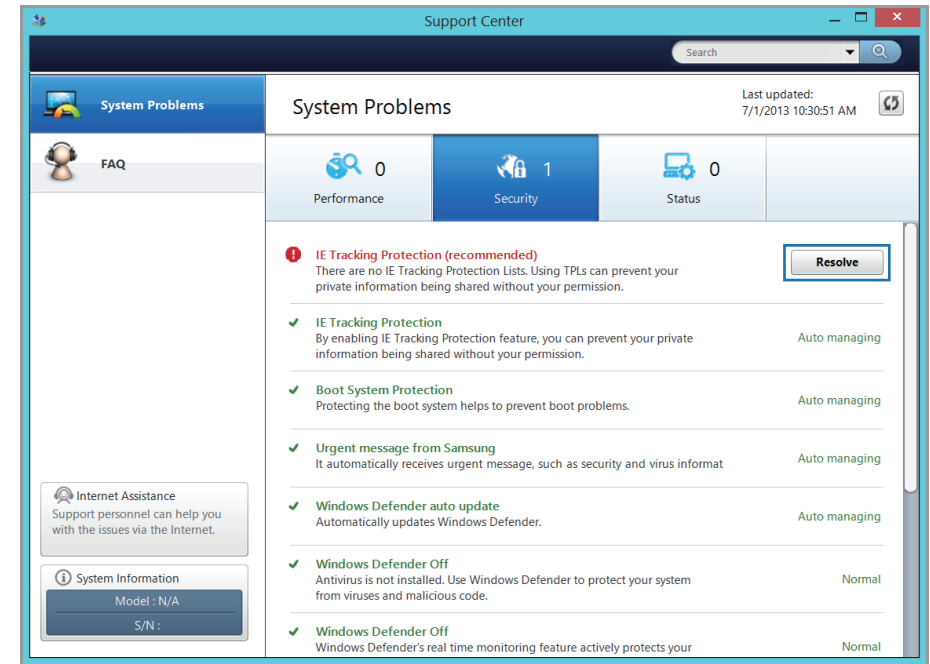 Support Center
Search
System Problems
FAQ
System Problems
Last updated:
7/1/2013 10:30:51 AM
0
Performance
1
Security
0
Status
IE Tracking Protection (recommended)
There are no IE Tracking Protection Lists. Using TPLs can prevent your
private information being shared without your permission.
Resolve
IE Tracking Protection
By enabling IE Tracking Protection feature, you can prevent your private
information being shared without your permission.
Auto managing
Boot System Protection
Protecting the boot system helps to prevent boot problems.
Auto managing
Urgent message from Samsung
It automatically receives urgent message, such as security and virus informat
Auto managing
Windows Defender auto update
Automatically updates Windows Defender.
Auto managing
Windows Defender Off
Antivirus is not installed. Use Windows Defender to protect your system
from viruses and malicious code.
Normal
Windows Defender Off
Windows Defender's real time monitoring feature actively protects your
Normal
Internet Assistance
Support personnel can help you
with the issues via the Internet.
System Information
Model : N/A
S/N :